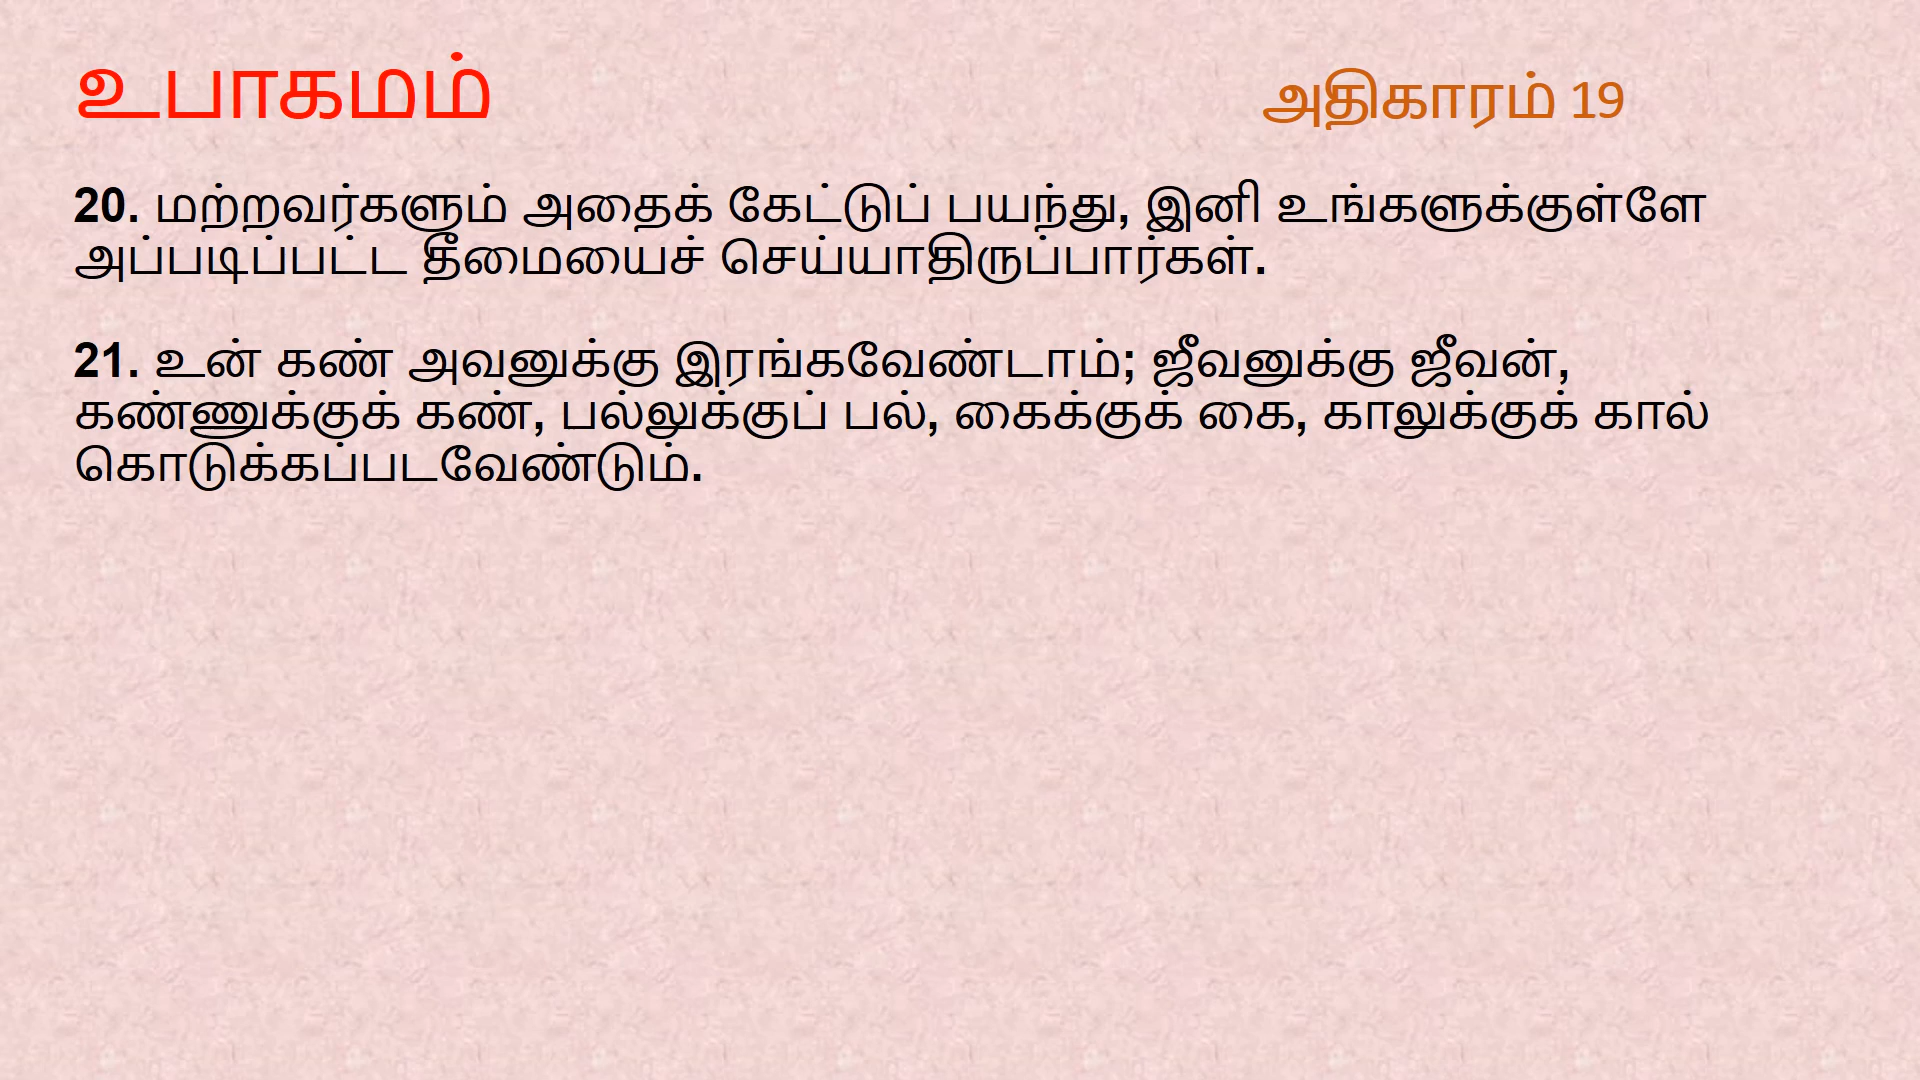 உபாகமம் அதிகாரம் 19
20. மற்றவர்களும் அதைக் கேட்டுப் பயந்து, இனி உங்களுக்குள்ளே
அப்படிப்பட்ட தீமையைச் செய்யாதிருப்பார்கள்.
21. உன் கண் அவனுக்கு இரங்கவேண்டாம்; ஜீவனுக்கு ஜீவன்,
கண்ணுக்குக் கண், பல்லுக்குப் பல், கைக்குக் கை, காலுக்குக் கால்
கொடுக்கப்படவேண்டும்.